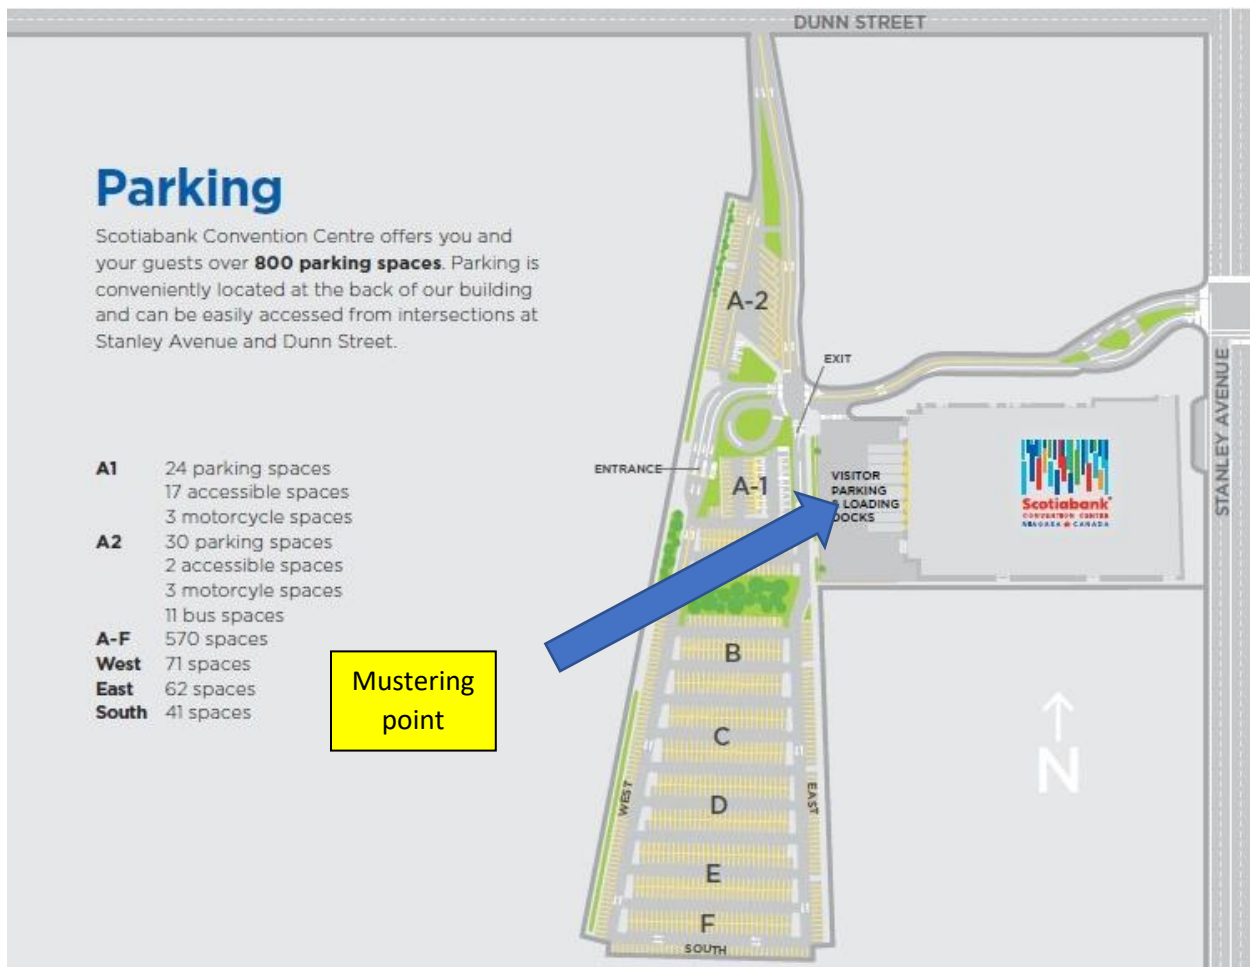 DUNN STREET
Parking
Scotiabank Convention Centre offers you and
your guests over 800 parking spaces. Parking is
conveniently located at the back of our building
and can be easily accessed from intersections at
Stanley Avenue and Dunn Street.
A1 24 parking spaces
17 accessible spaces
3 motorcycle spaces
A2 30 parking spaces
2 accessible spaces
3 motorcyle spaces
11 bus spaces
A-F 570 spaces
West 71 spaces
East 62 spaces
South 41 spaces
Mustering
point
A-2
EXIT
ENTRANCE
A-1
VISITOR
PARKING
& LOADING
DOCKS
Scotiabank
CONVENTION CENTRE
NIAGARA CANADA
STANLEY AVENUE
B
C
D
E
F
WEST
EAST
SOUTH
N